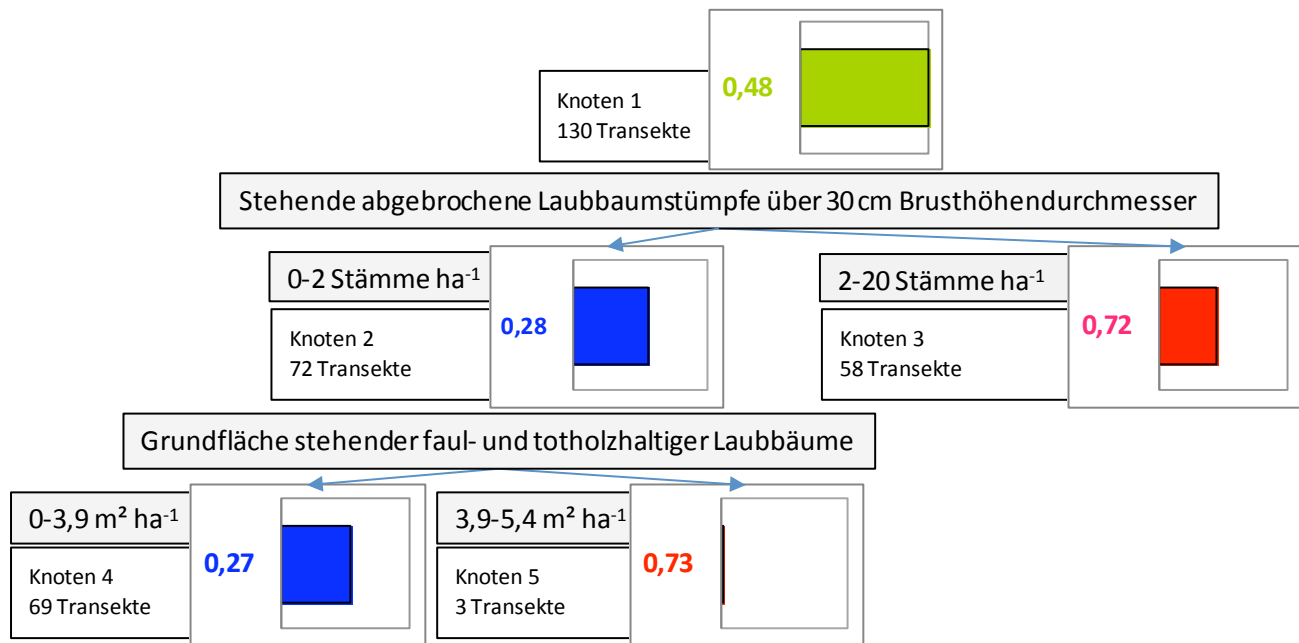 0,48
Knoten 1
130 Transekte
Stehende abgebrochene Laubbaumstümpfe über 30 cm Brusthöhendurchmesser
0-2 Stämme ha⁻¹
Knoten 2
72 Transekte
0,28
2-20 Stämme ha⁻¹
Knoten 3
58 Transekte
0,72
Grundfläche stehender faul- und totholzhaltiger Laubbäume
0-3,9 m² ha⁻¹
Knoten 4
69 Transekte
0,27
3,9-5,4 m² ha⁻¹
Knoten 5
3 Transekte
0,73